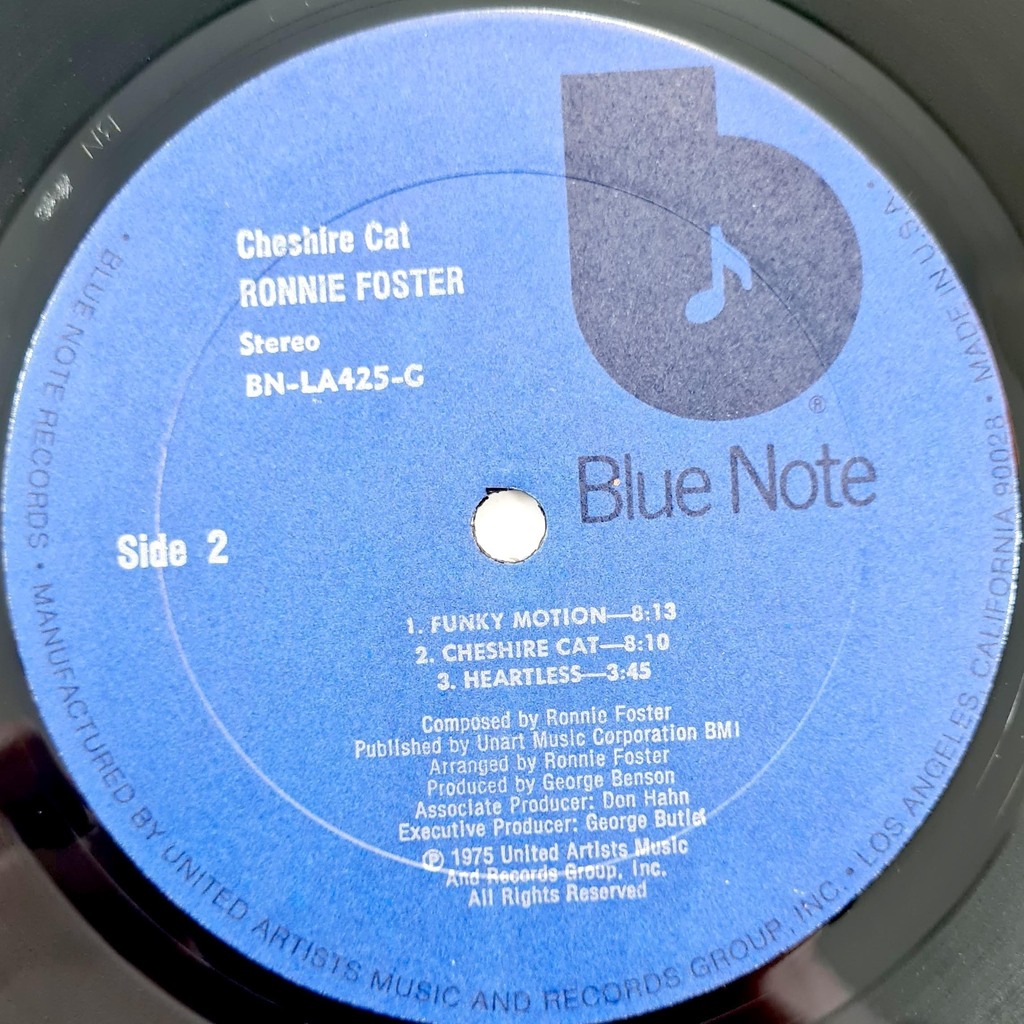 Cheshire Cat
RONNIE FOSTER
Stereo
BN-LA425-G
®
Blue Note
Side 2
1. FUNKY MOTION—8:13
2. CHESHIRE CAT—8:10
3. HEARTLESS—3:45
Composed by Ronnie Foster
Published by Unart Music Corporation BMI
Arranged by Ronnie Foster
Produced by George Benson
Associate Producer: Don Hahn
Executive Producer: George Butler
℗ 1975 United Artists Music
And Records Group, Inc.
All Rights Reserved
• BLUE NOTE RECORDS • MANUFACTURED BY UNITED ARTISTS MUSIC AND RECORDS GROUP, INC. • LOS ANGELES, CALIFORNIA 90028 • MADE IN U.S.A. •